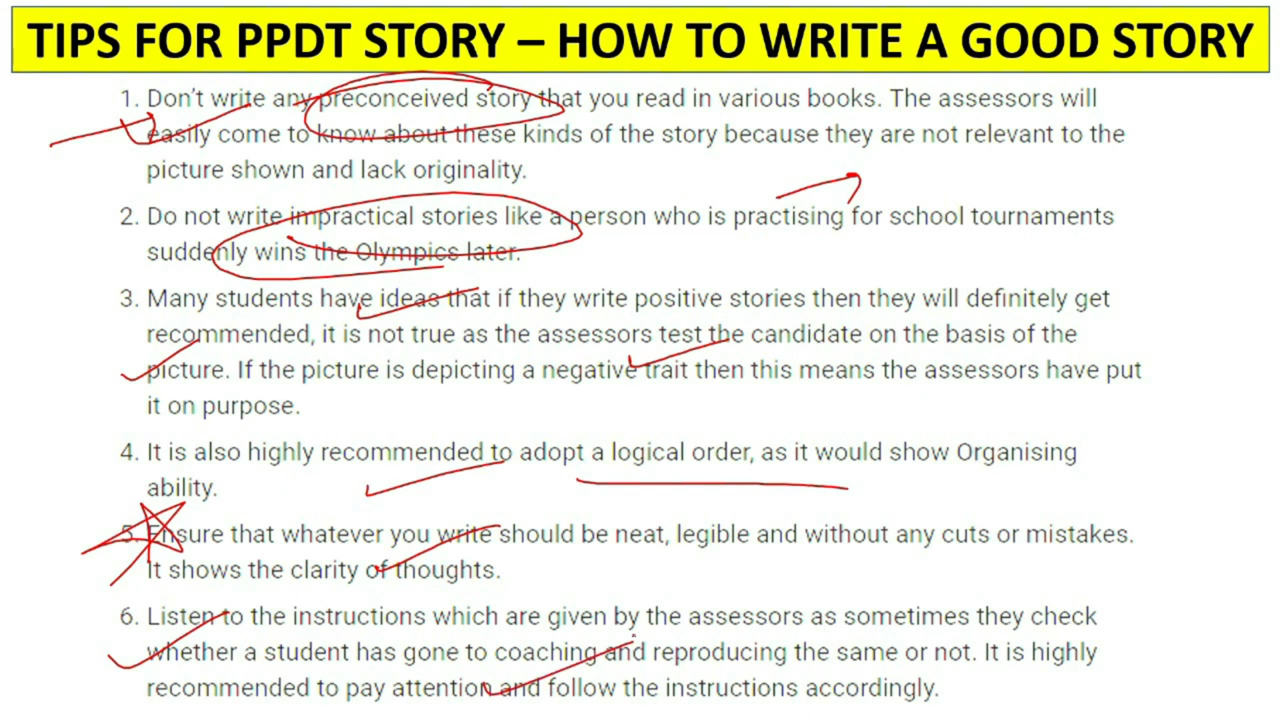 TIPS FOR PPDT STORY – HOW TO WRITE A GOOD STORY
1. Don't write any preconceived story that you read in various books. The assessors will
easily come to know about these kinds of the story because they are not relevant to the
picture shown and lack originality.
2. Do not write impractical stories like a person who is practising for school tournaments
suddenly wins the Olympics later.
3. Many students have ideas that if they write positive stories then they will definitely get
recommended, it is not true as the assessors test the candidate on the basis of the
picture. If the picture is depicting a negative trait then this means the assessors have put
it on purpose.
4. It is also highly recommended to adopt a logical order, as it would show Organising
ability.
5. Ensure that whatever you write should be neat, legible and without any cuts or mistakes.
It shows the clarity of thoughts.
6. Listen to the instructions which are given by the assessors as sometimes they check
whether a student has gone to coaching and reproducing the same or not. It is highly
recommended to pay attention and follow the instructions accordingly.